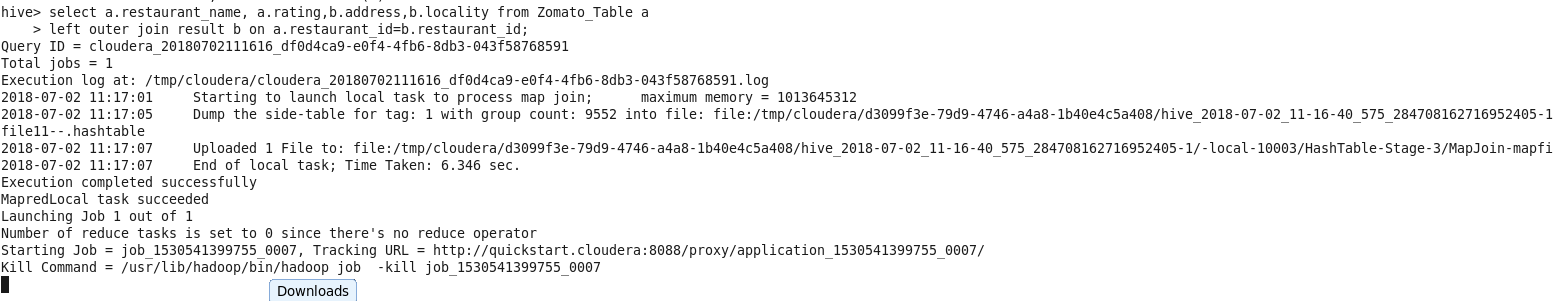 hive> select a.restaurant_name, a.rating,b.address,b.locality from Zomato_Table a
    > left outer join result b on a.restaurant_id=b.restaurant_id;
Query ID = cloudera_20180702111616_df0d4ca9-e0f4-4fb6-8db3-043f58768591
Total jobs = 1
Execution log at: /tmp/cloudera/cloudera_20180702111616_df0d4ca9-e0f4-4fb6-8db3-043f58768591.log
2018-07-02 11:17:01     Starting to launch local task to process map join;      maximum memory = 1013645312
2018-07-02 11:17:05     Dump the side-table for tag: 1 with group count: 9552 into file: file:/tmp/cloudera/d3099f3e-79d9-4746-a4a8-1b40e4c5a408/hive_2018-07-02_11-16-40_575_284708162716952405-1
file11--.hashtable
2018-07-02 11:17:07     Uploaded 1 File to: file:/tmp/cloudera/d3099f3e-79d9-4746-a4a8-1b40e4c5a408/hive_2018-07-02_11-16-40_575_284708162716952405-1/-local-10003/HashTable-Stage-3/MapJoin-mapfi
2018-07-02 11:17:07     End of local task; Time Taken: 6.346 sec.
Execution completed successfully
MapredLocal task succeeded
Launching Job 1 out of 1
Number of reduce tasks is set to 0 since there's no reduce operator
Starting Job = job_1530541399755_0007, Tracking URL = http://quickstart.cloudera:8088/proxy/application_1530541399755_0007/
Kill Command = /usr/lib/hadoop/bin/hadoop job  -kill job_1530541399755_0007
Downloads